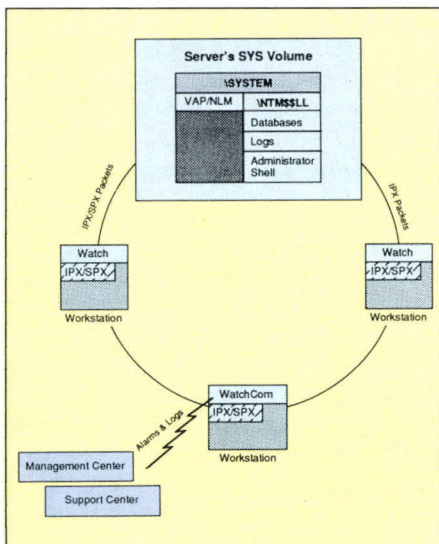 Server's SYS Volume
\SYSTEM
VAP/NLM
\NTM$$LL
Databases
Logs
Administrator
Shell
IPX/SPX Packets
IPX Packets
Watch
IPX/SPX
Workstation
Watch
IPX/SPX
Workstation
WatchCom
IPX/SPX
Workstation
Alarms & Logs
Management Center
Support Center